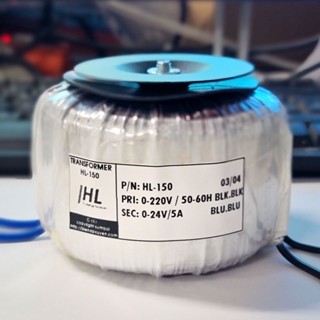 TRANSFORMER
HL-150
/HL
P/N: HL-150
03/04
PRI: 0-220V / 50-60H BLK.BLK
SEC: 0-24V/5A BLU.BLU